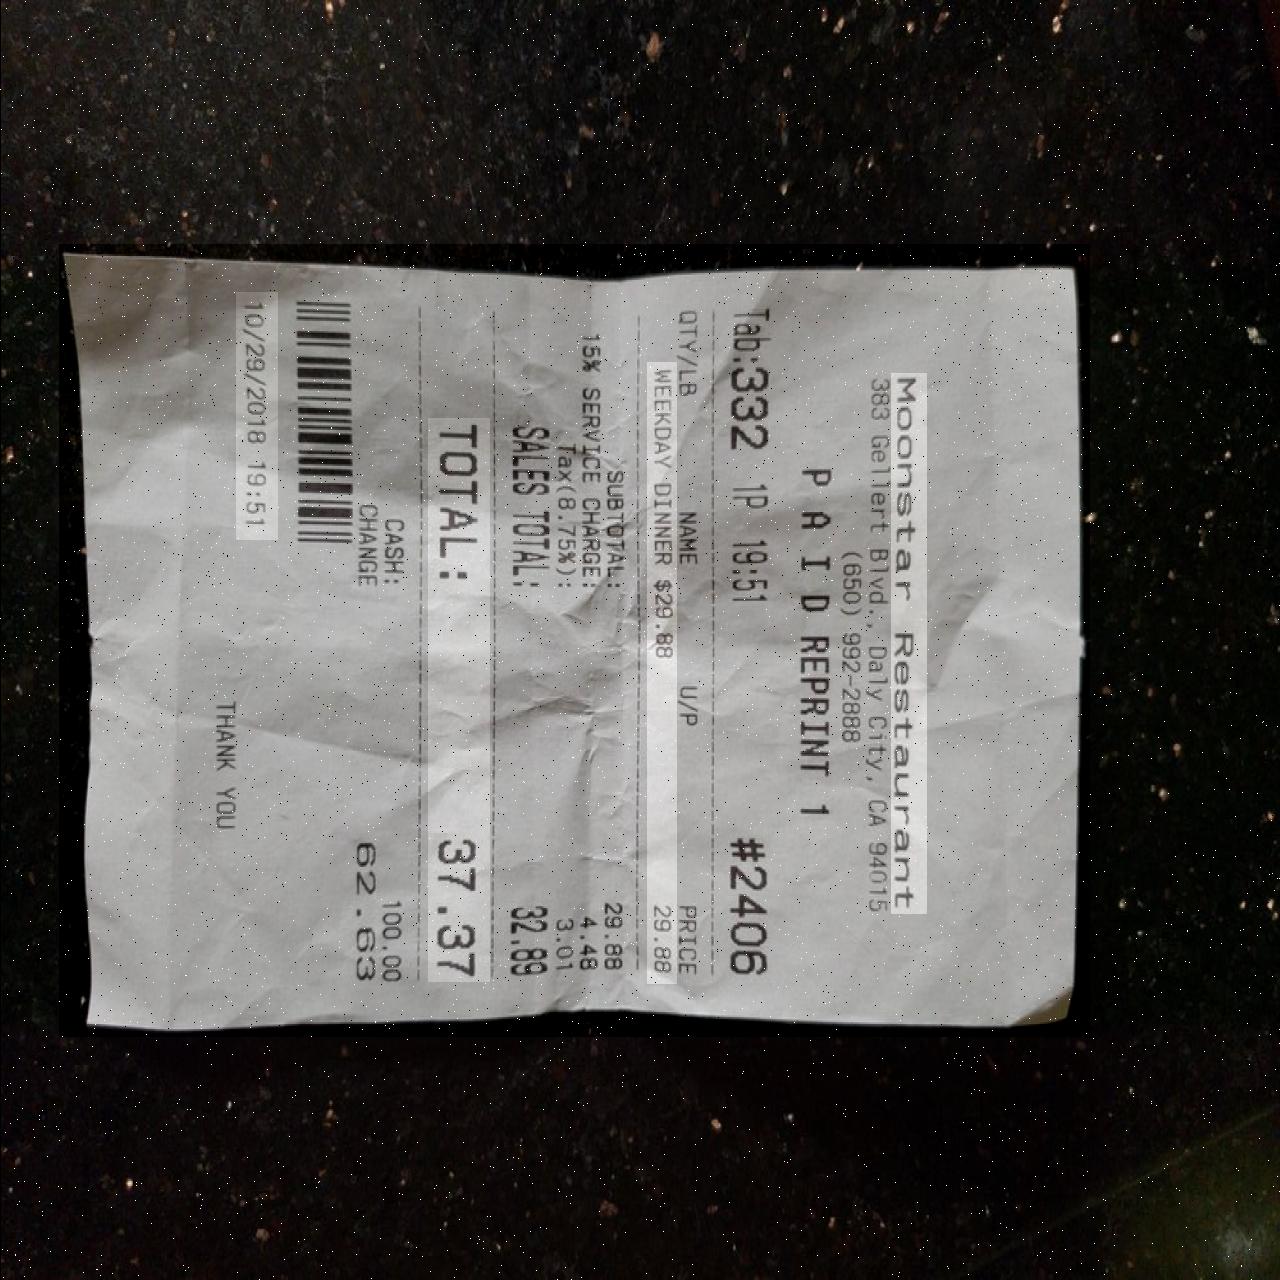 Moonstar Restaurant
383 Gellert Blvd., Daly City, CA 94015
(650) 992-2888
P A I D REPRINT 1
Tab:332 1P 19:51 #2406
QTY/LB NAME U/P PRICE
WEEKDAY DINNER $29.88 29.88
SUBTOTAL: 29.88
15% SERVICE CHARGE: 4.48
Tax(8.75%): 3.01
SALES TOTAL: 32.89
TOTAL: 37.37
CASH: 100.00
CHANGE 62.63
10/29/2018 19:51
THANK YOU